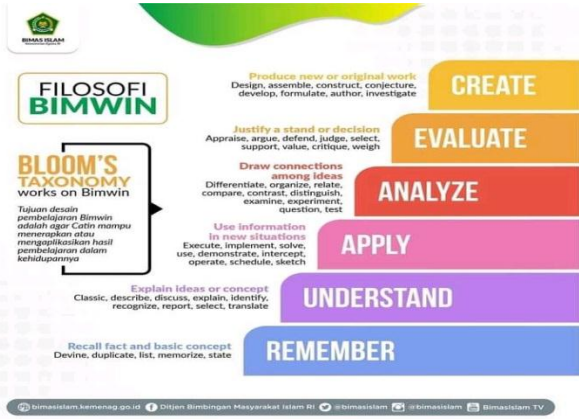 BIMAS ISLAM
FILOSOFI
BIMWIN
BLOOM'S
TAXONOMY
works on Bimwin
Tujuan desain
pembelajaran Bimwin
adalah agar Catin mampu
menerapkan atau
mengaplikasikan hasil
pembelajaran dalam
kehidupannya
Produce new or original work
Design, assemble, construct, conjecture,
develop, formulate, author, investigate
CREATE
Justify a stand or decision
Appraise, argue, defend, judge, select,
support, value, critique, weigh
EVALUATE
Draw connections
among ideas
Differentiate, organize, relate,
compare, contrast, distinguish,
examine, experiment,
question, test
ANALYZE
Use information
in new situations
Execute, implement, solve,
use, demonstrate, intercept,
operate, schedule, sketch
APPLY
Explain ideas or concept
Classic, describe, discuss, explain, identify,
recognize, report, select, translate
UNDERSTAND
Recall fact and basic concept
Devine, duplicate, list, memorize, state
REMEMBER
bimasislam.kemenag.go.id Ditjen Bimbingan Masyarakat Islam RI @bimasislam @bimasislam Bimasislam TV